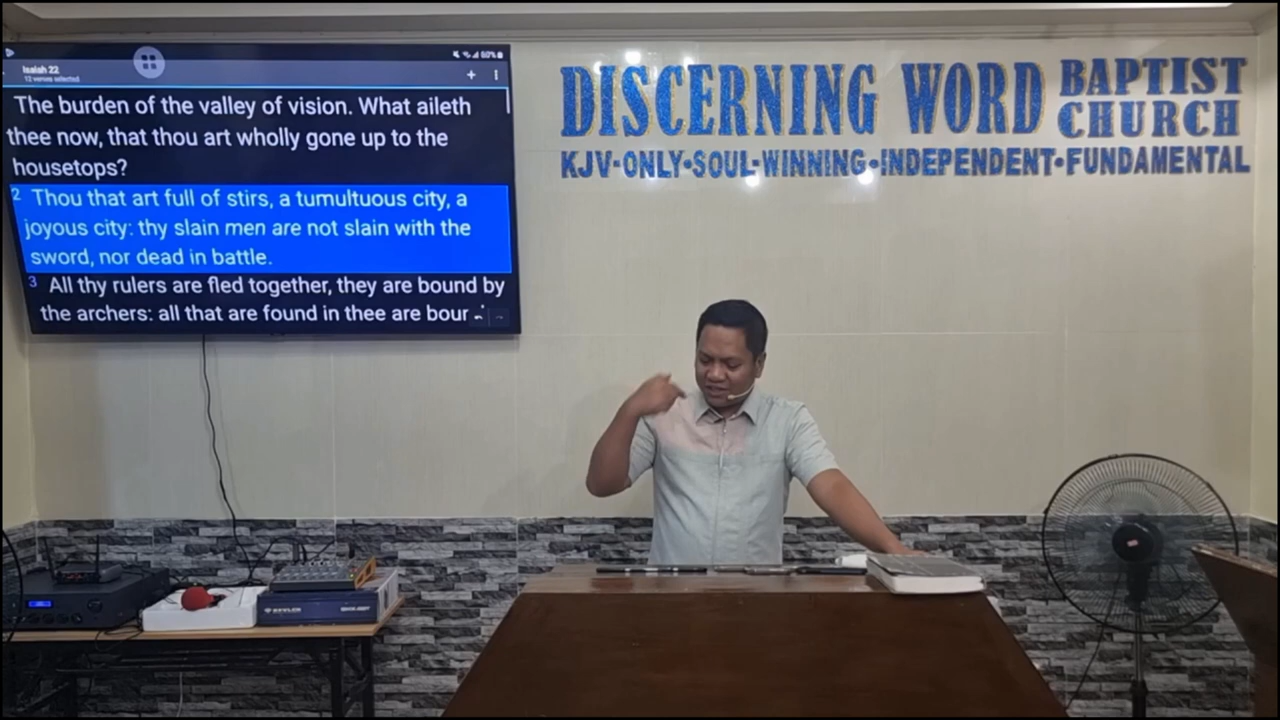 60%
Isaiah 22
12 verses selected
The burden of the valley of vision. What aileth
thee now, that thou art wholly gone up to the
housetops?
2 Thou that art full of stirs, a tumultuous city, a
joyous city: thy slain men are not slain with the
sword, nor dead in battle.
3 All thy rulers are fled together, they are bound by
the archers: all that are found in thee are bour
DISCERNING WORD BAPTIST
CHURCH
KJV-ONLY•SOUL-WINNING•INDEPENDENT•FUNDAMENTAL